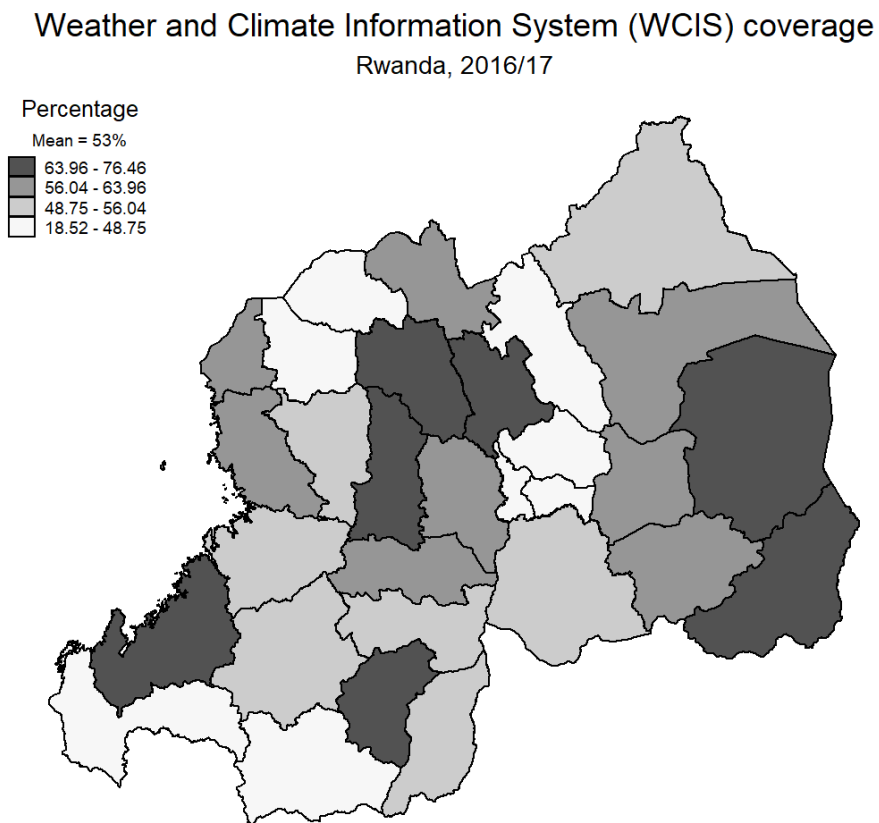 Weather and Climate Information System (WCIS) coverage
Rwanda, 2016/17
Percentage
Mean = 53%
63.96 - 76.46
56.04 - 63.96
48.75 - 56.04
18.52 - 48.75